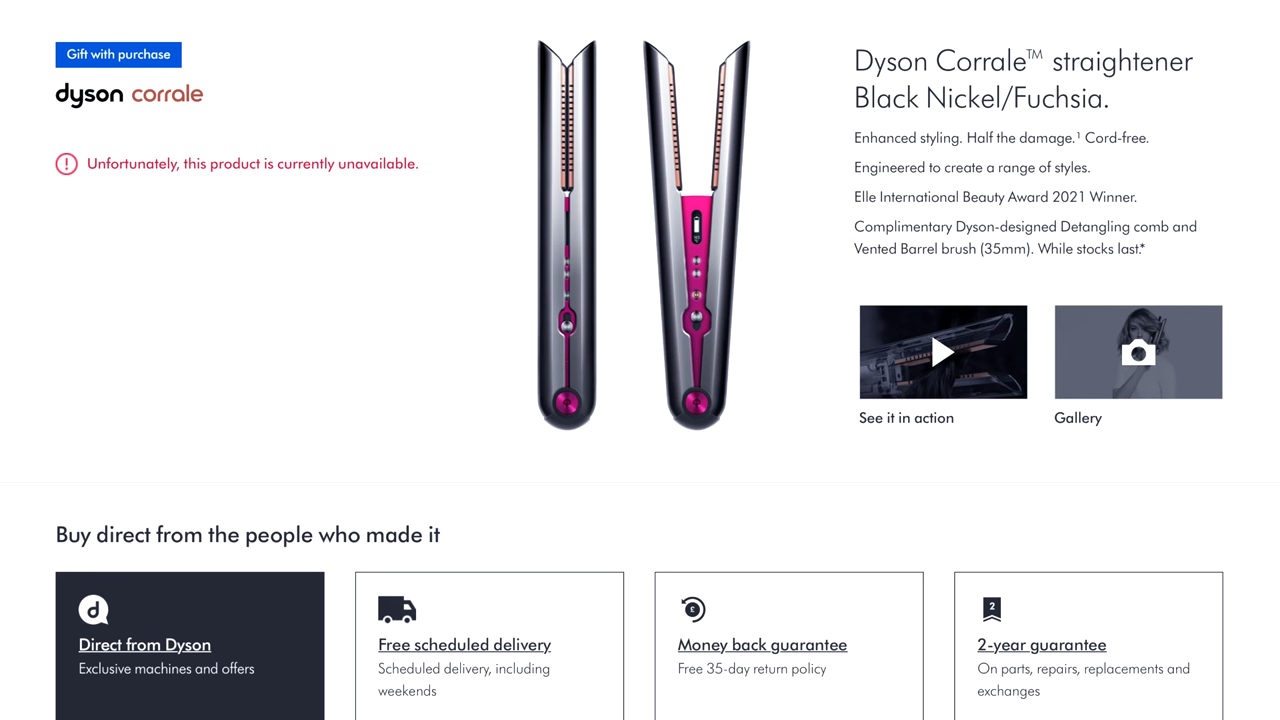 Gift with purchase
dyson corrale
Unfortunately, this product is currently unavailable.
Dyson Corrale™ straightener
Black Nickel/Fuchsia.
Enhanced styling. Half the damage.¹ Cord-free.
Engineered to create a range of styles.
Elle International Beauty Award 2021 Winner.
Complimentary Dyson-designed Detangling comb and
Vented Barrel brush (35mm). While stocks last.*
See it in action
Gallery
Buy direct from the people who made it
d
Direct from Dyson
Exclusive machines and offers
Free scheduled delivery
Scheduled delivery, including
weekends
£
Money back guarantee
Free 35-day return policy
2
2-year guarantee
On parts, repairs, replacements and
exchanges